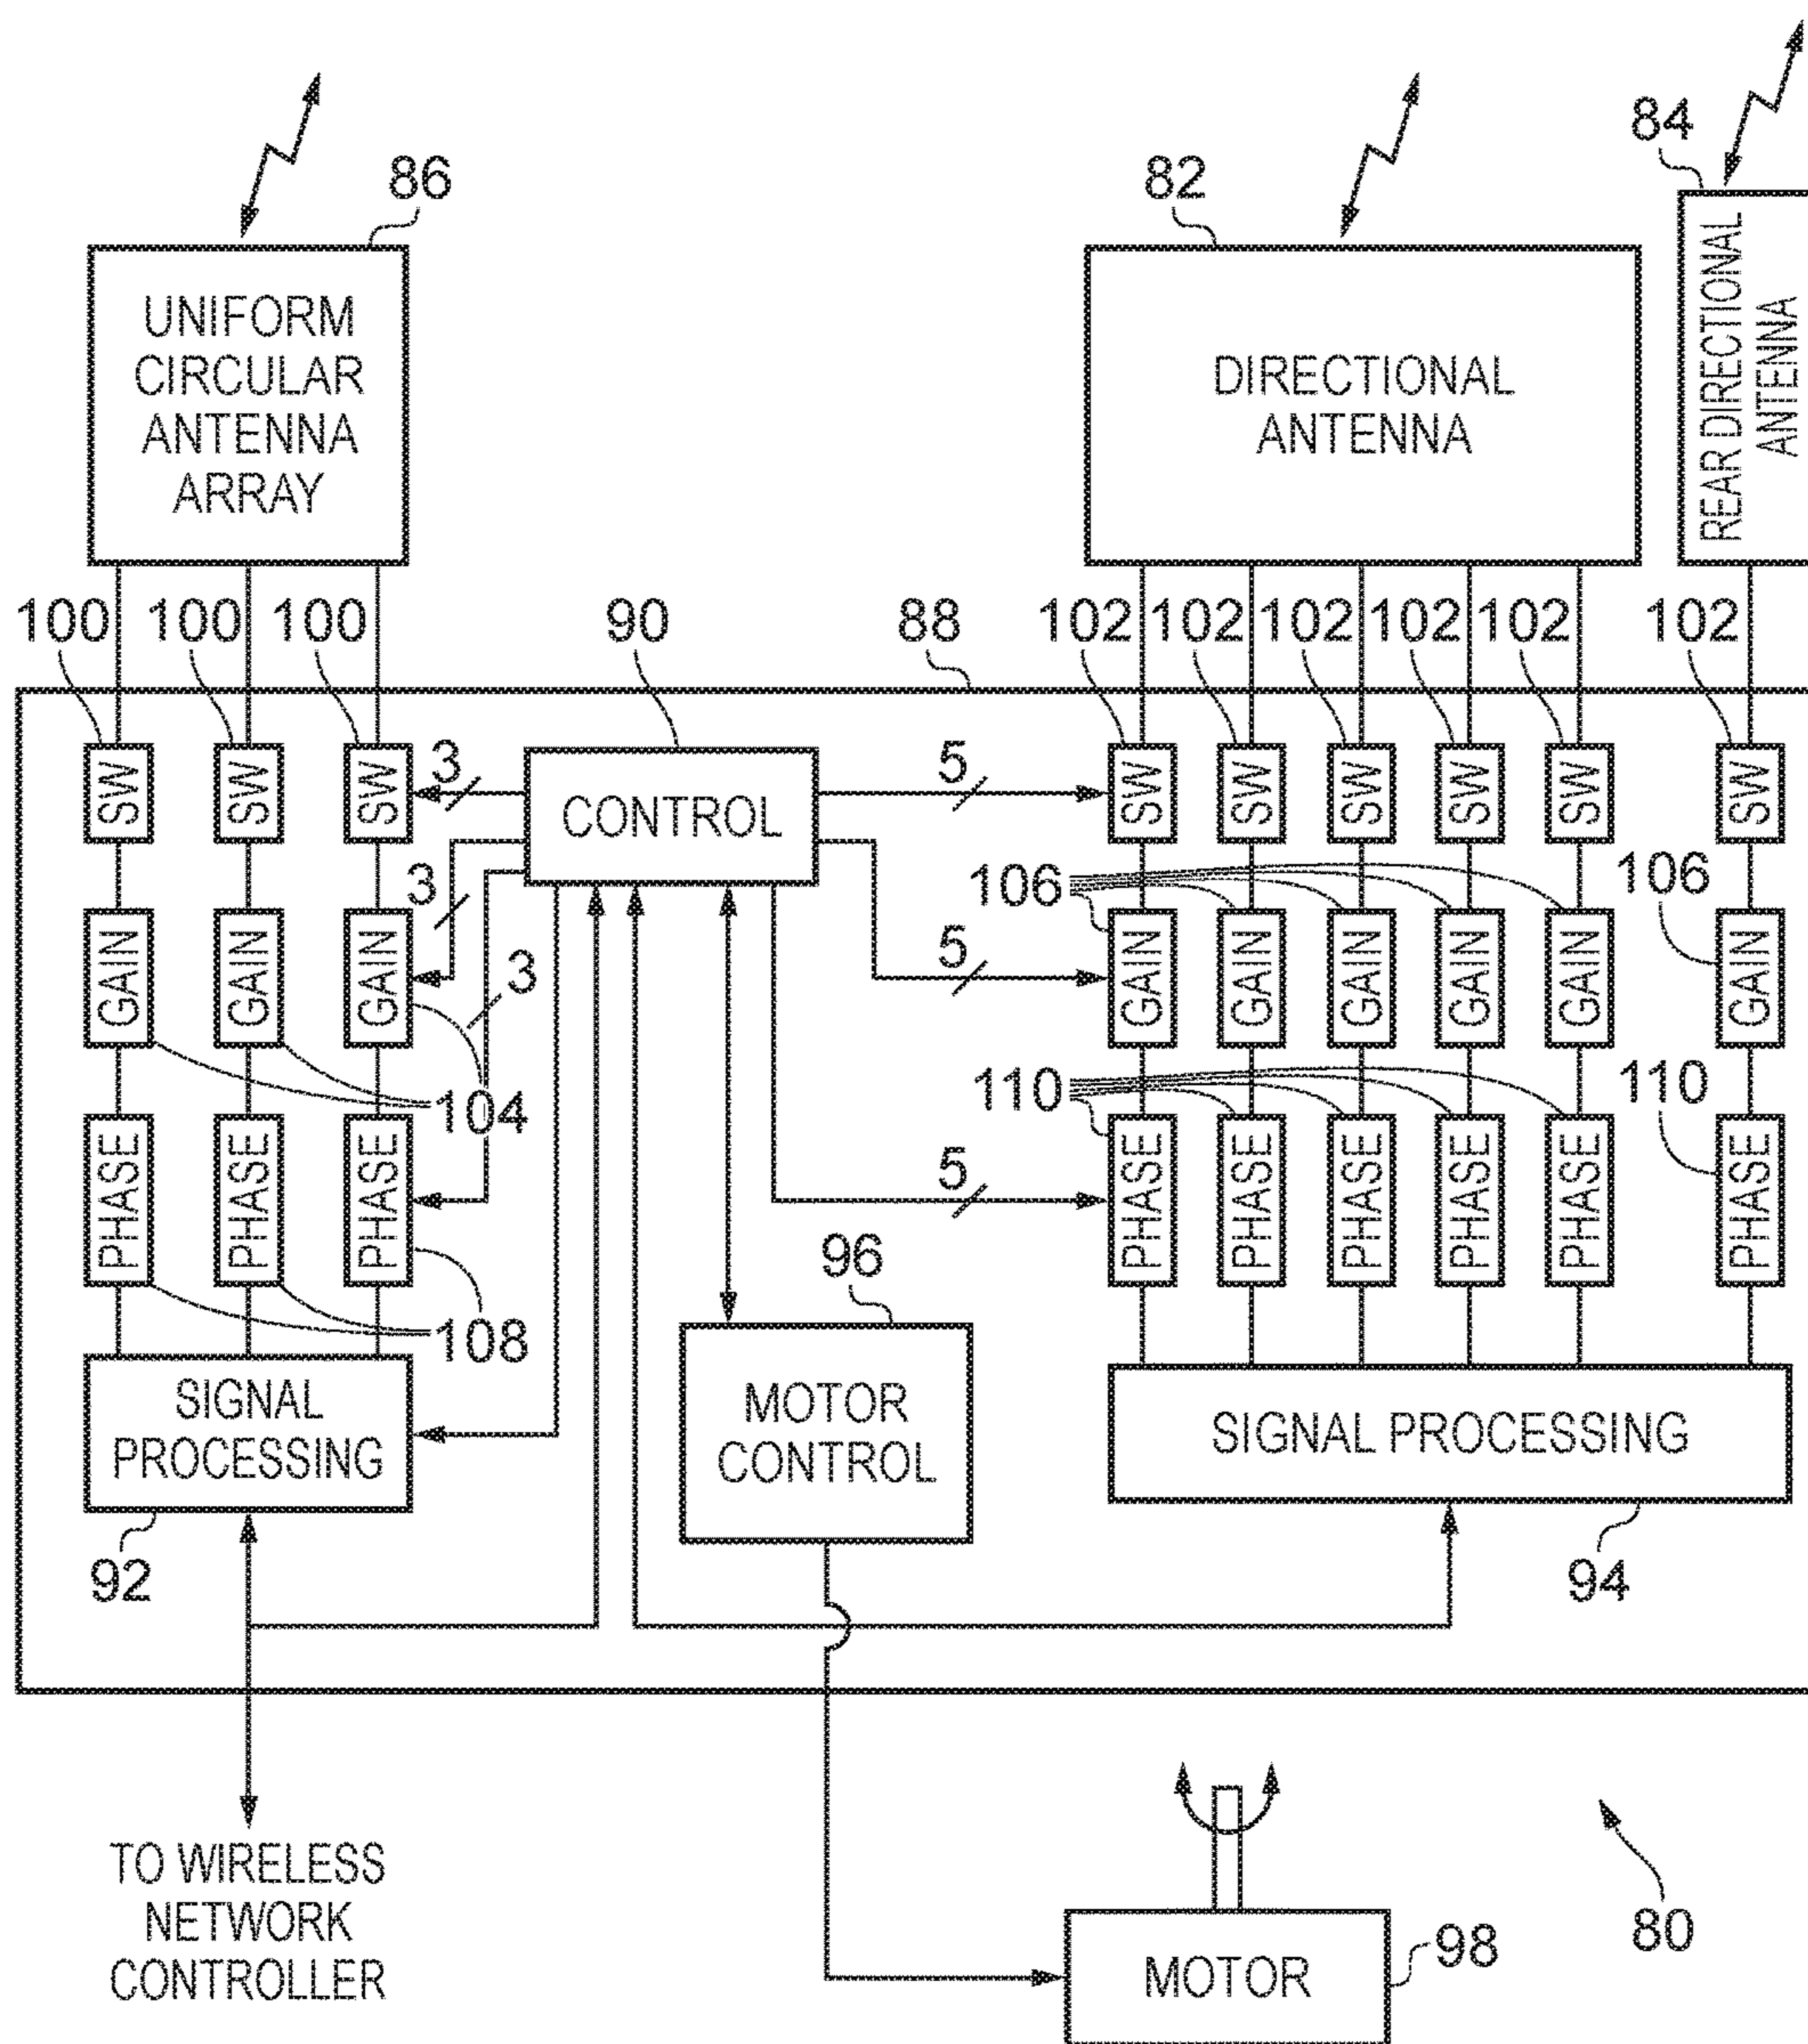 86
82
84
UNIFORM
CIRCULAR
ANTENNA
ARRAY
DIRECTIONAL
ANTENNA
REAR DIRECTIONAL
ANTENNA
100 100 100 90 88 102 102 102 102 102 102
SW SW SW 3 CONTROL 5 SW SW SW SW SW SW
3 106 106
GAIN GAIN GAIN 3 5 GAIN GAIN GAIN GAIN GAIN GAIN
104 110 110
PHASE PHASE PHASE 5 PHASE PHASE PHASE PHASE PHASE PHASE
96
108
SIGNAL
PROCESSING
MOTOR
CONTROL
SIGNAL PROCESSING
92
94
TO WIRELESS
NETWORK
CONTROLLER
MOTOR
98
80